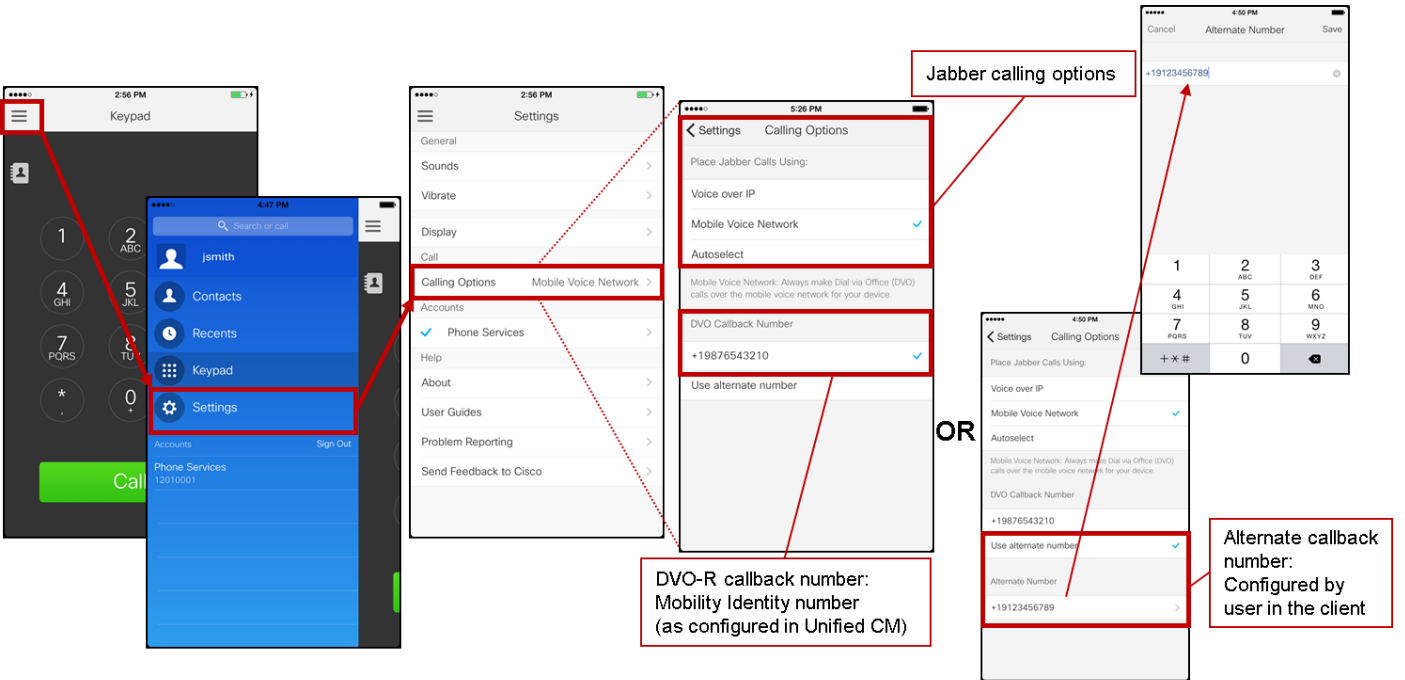 2:56 PM
Keypad
1
2
ABC
4
GHI
5
JKL
7
PQRS
8
TUV
*
,
0
+
Call
4:47 PM
Search or call
jsmith
Contacts
Recents
Keypad
Settings
Accounts
Sign Out
Phone Services
12010001
2:56 PM
Settings
General
Sounds
Vibrate
Display
Call
Calling Options
Mobile Voice Network
Accounts
Phone Services
Help
About
User Guides
Problem Reporting
Send Feedback to Cisco
5:26 PM
Settings
Calling Options
Place Jabber Calls Using:
Voice over IP
Mobile Voice Network
Autoselect
Mobile Voice Network: Always make Dial via Office (DVO)
calls over the mobile voice network for your device.
DVO Callback Number
+19876543210
Use alternate number
Jabber calling options
DVO-R callback number:
Mobility Identity number
(as configured in Unified CM)
OR
4:50 PM
Settings
Calling Options
Place Jabber Calls Using:
Voice over IP
Mobile Voice Network
Autoselect
Mobile Voice Network: Always make Dial via Office (DVO)
calls over the mobile voice network for your device.
DVO Callback Number
+19876543210
Use alternate number
Alternate Number
+19123456789
4:50 PM
Cancel
Alternate Number
Save
+19123456789
1
2
ABC
3
DEF
4
GHI
5
JKL
6
MNO
7
PQRS
8
TUV
9
WXYZ
+*#
0
Alternate callback
number:
Configured by
user in the client